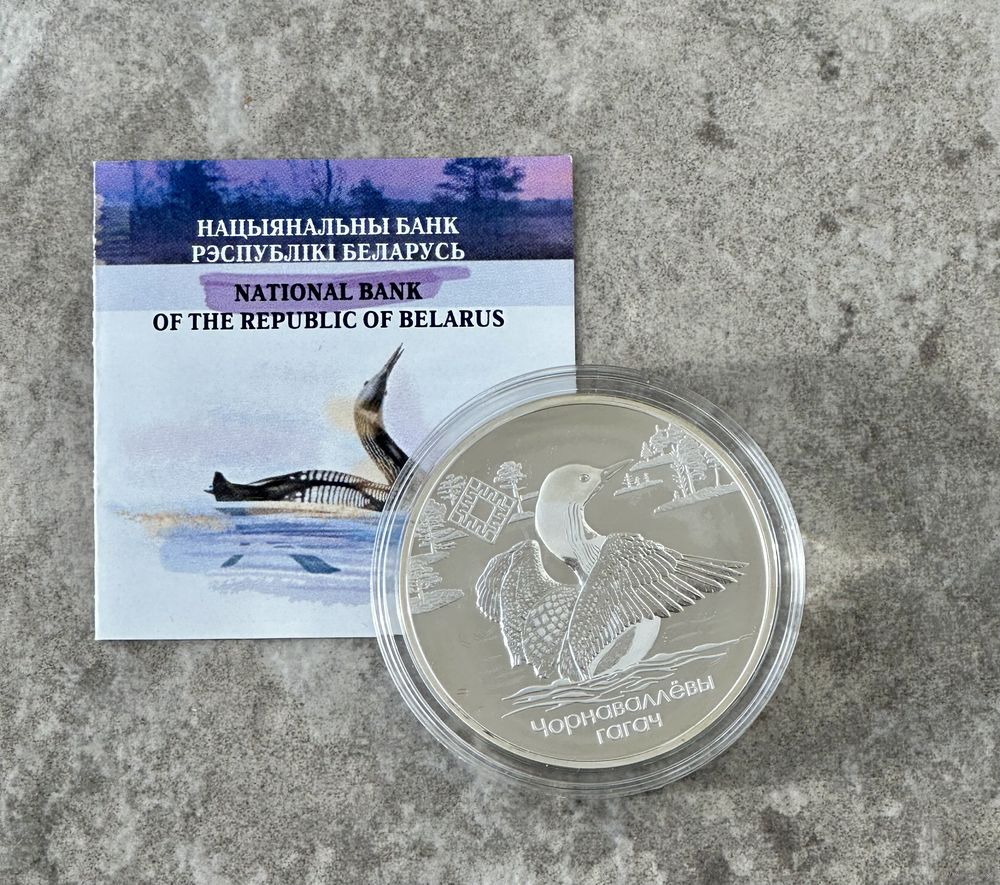 НАЦЫЯНАЛЬНЫ БАНК
РЭСПУБЛІКІ БЕЛАРУСЬ
NATIONAL BANK
OF THE REPUBLIC OF BELARUS
Чорнаваллёвы
гагач